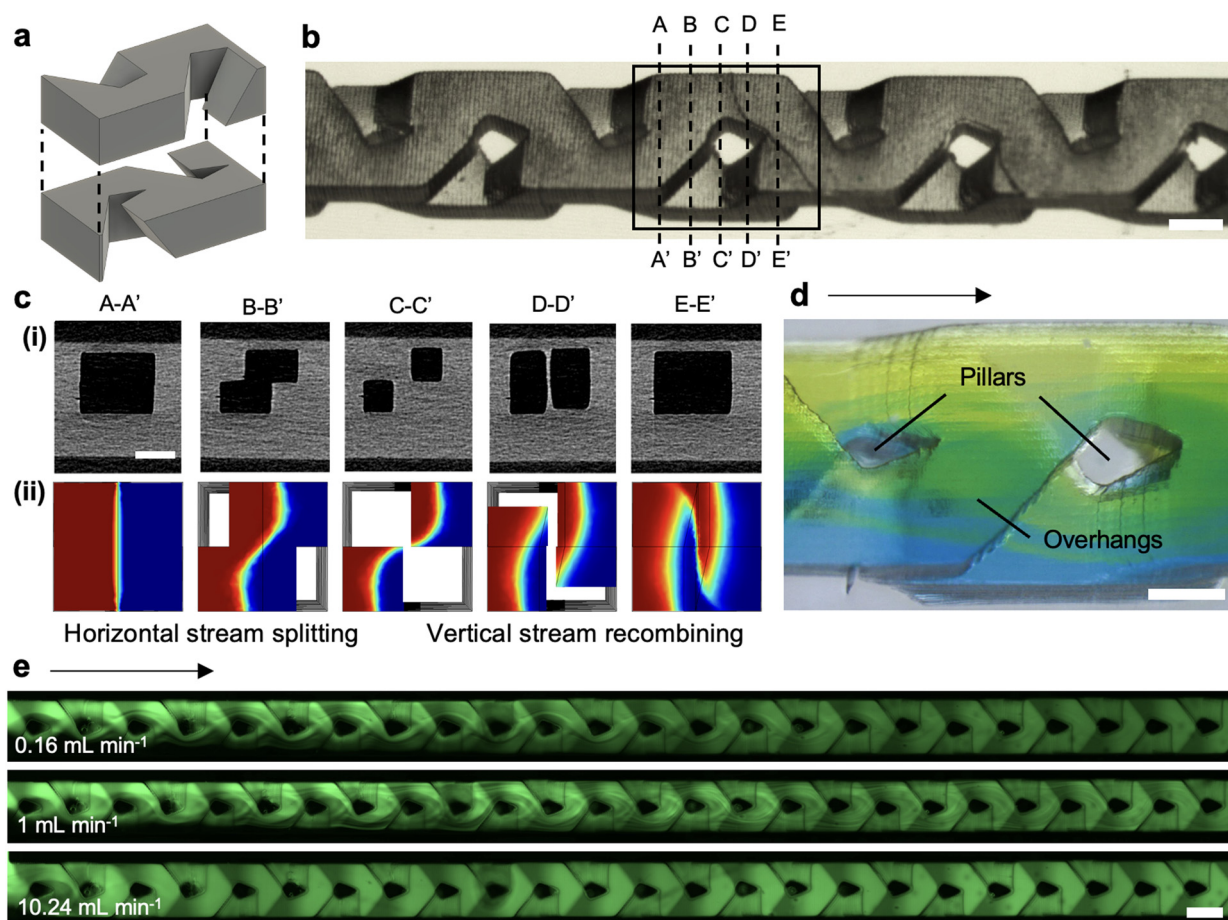 a
b
A B C D E
A' B' C' D' E'
c
A-A' B-B' C-C' D-D' E-E'
(i)
(ii)
Horizontal stream splitting Vertical stream recombining
d
Pillars
Overhangs
e
0.16 mL min⁻¹
1 mL min⁻¹
10.24 mL min⁻¹